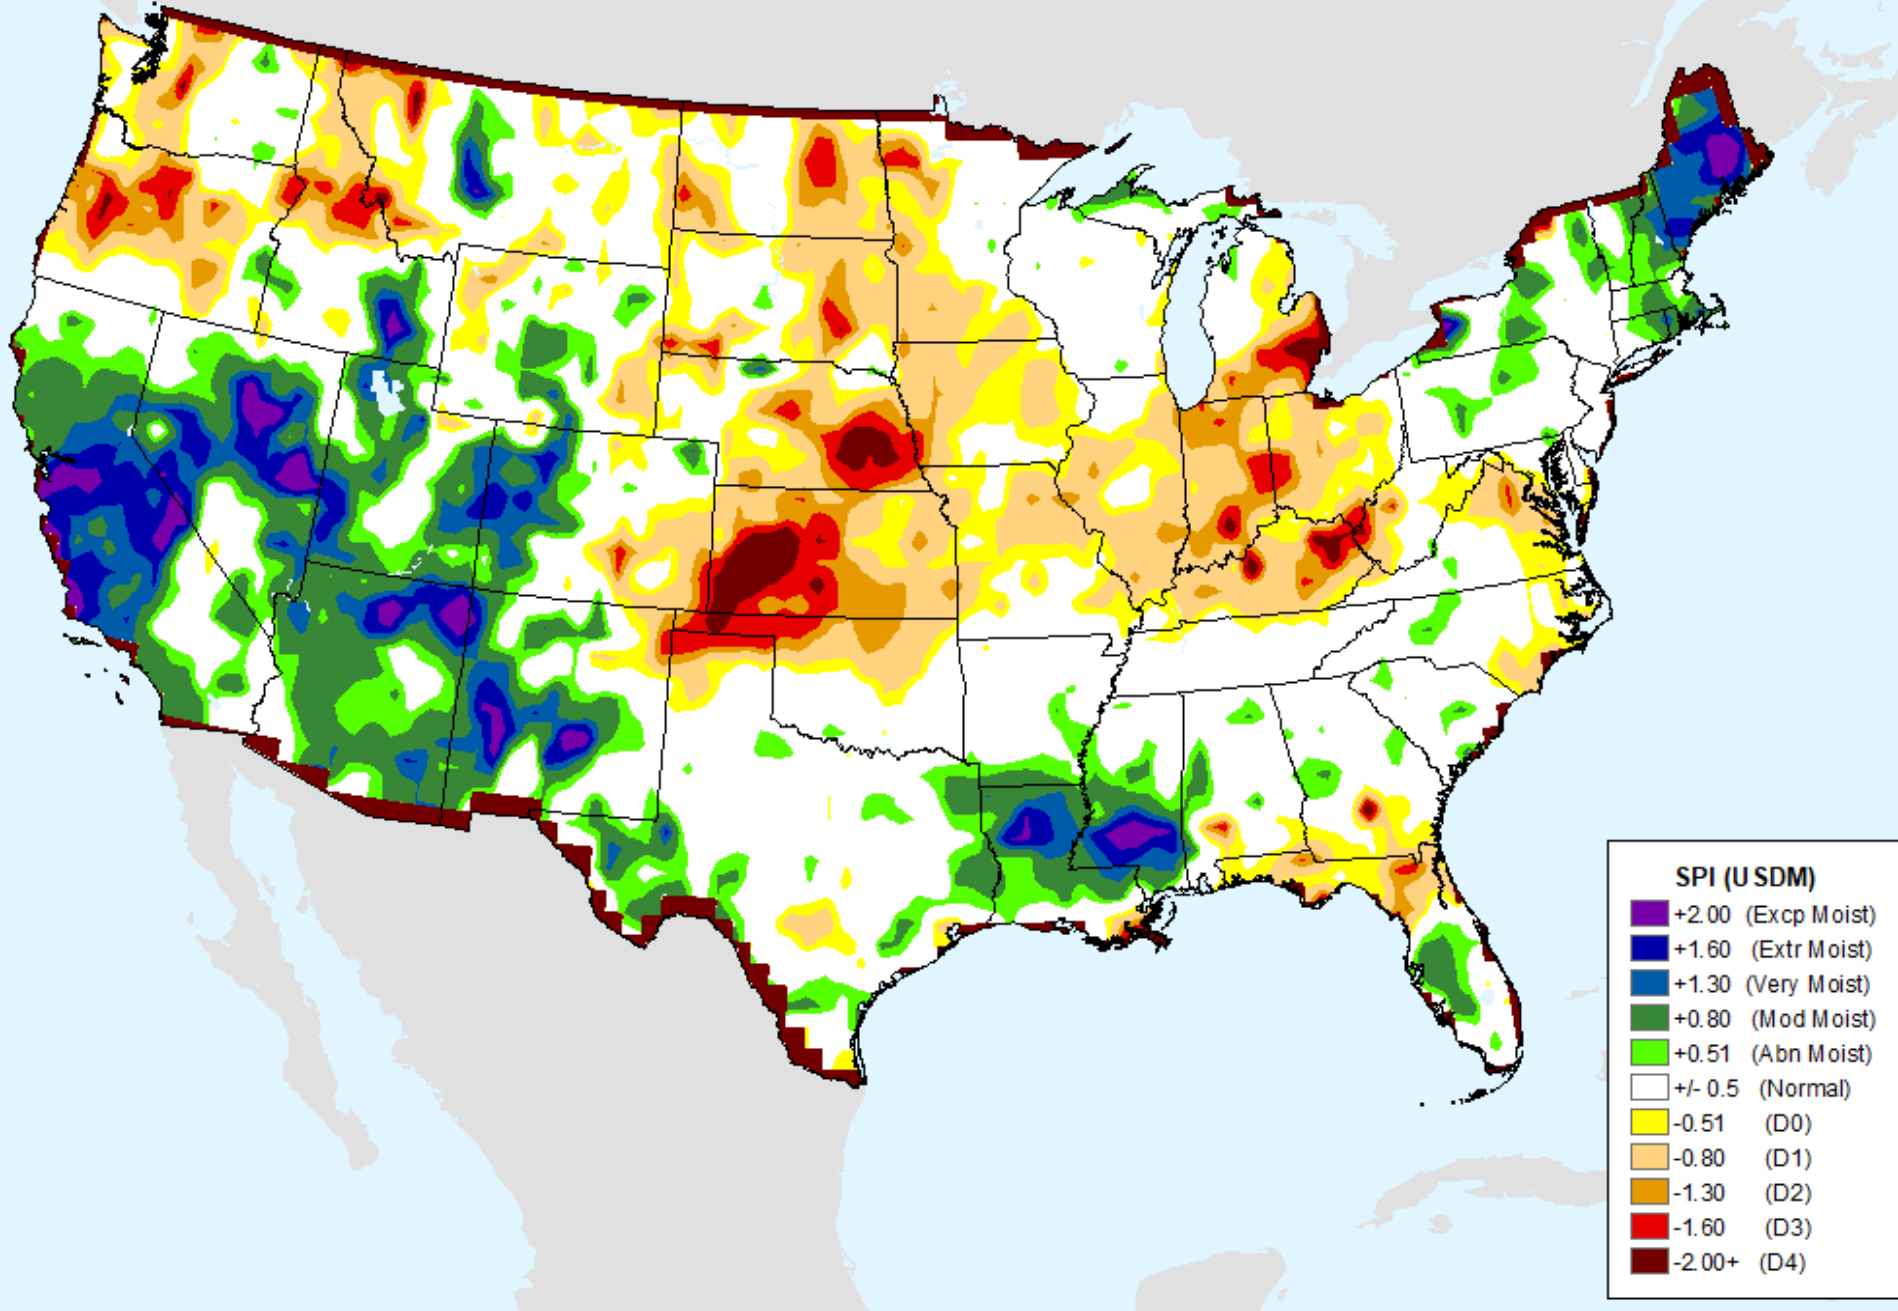 SPI (USDM)
+2.00 (Excp Moist)
+1.60 (Extr Moist)
+1.30 (Very Moist)
+0.80 (Mod Moist)
+0.51 (Abn Moist)
+/- 0.5 (Normal)
-0.51 (D0)
-0.80 (D1)
-1.30 (D2)
-1.60 (D3)
-2.00+ (D4)